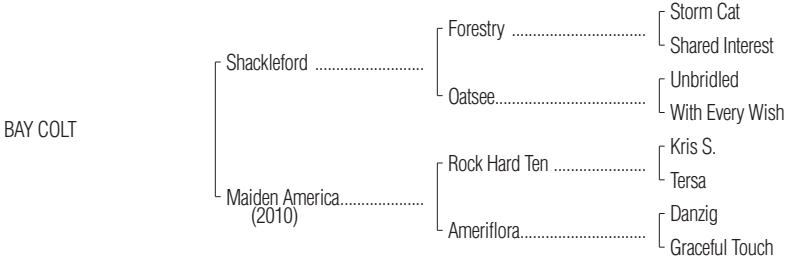 Storm Cat
Forestry ................................
Shared Interest
Shackleford ..........................
Unbridled
Oatsee....................................
With Every Wish
BAY COLT
Kris S.
Rock Hard Ten ......................
Tersa
Maiden America....................
(2010)
Danzig
Ameriflora..............................
Graceful Touch